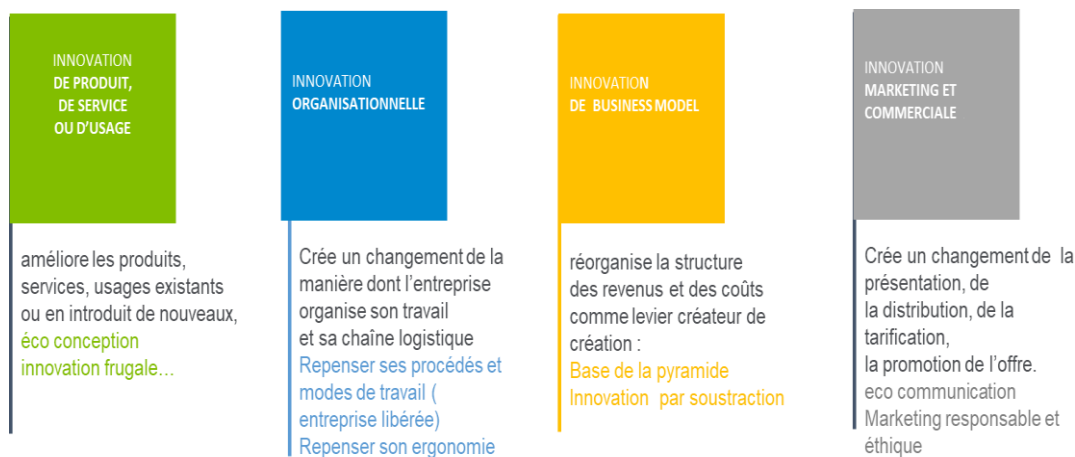 INNOVATION
DE PRODUIT,
DE SERVICE
OU D'USAGE
améliore les produits,
services, usages existants
ou en introduit de nouveaux,
éco conception
innovation frugale…
INNOVATION
ORGANISATIONNELLE
Crée un changement de la
manière dont l'entreprise
organise son travail
et sa chaîne logistique
Repenser ses procédés et
modes de travail (
entreprise libérée)
Repenser son ergonomie
INNOVATION
DE BUSINESS MODEL
réorganise la structure
des revenus et des coûts
comme levier créateur de
création :
Base de la pyramide
Innovation par soustraction
INNOVATION
MARKETING ET
COMMERCIALE
Crée un changement de la
présentation, de
la distribution, de la
tarification,
la promotion de l'offre.
eco communication
Marketing responsable et
éthique